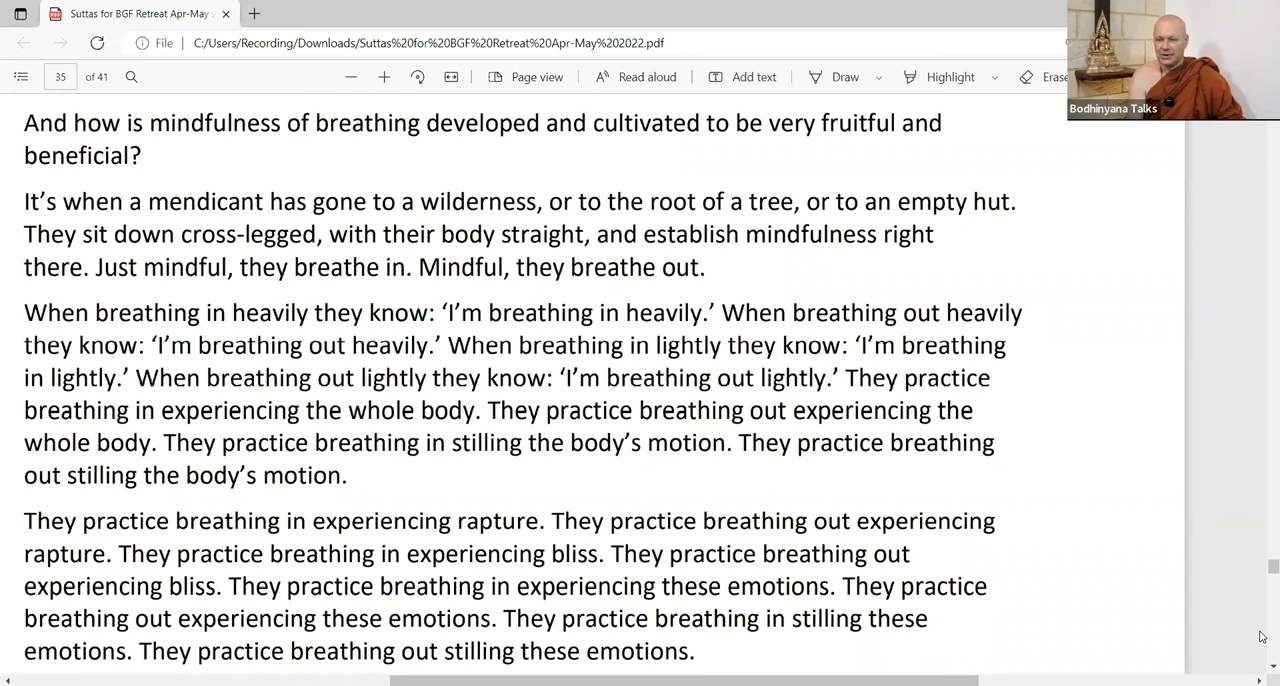 Suttas for BGF Retreat Apr-May
File C:/Users/Recording/Downloads/Suttas%20for%20BGF%20Retreat%20Apr-May%202022.pdf
35 of 41 Page view Read aloud Add text Draw Highlight Erase
Bodhinyana Talks
And how is mindfulness of breathing developed and cultivated to be very fruitful and
beneficial?
It’s when a mendicant has gone to a wilderness, or to the root of a tree, or to an empty hut.
They sit down cross-legged, with their body straight, and establish mindfulness right
there. Just mindful, they breathe in. Mindful, they breathe out.
When breathing in heavily they know: ‘I’m breathing in heavily.’ When breathing out heavily
they know: ‘I’m breathing out heavily.’ When breathing in lightly they know: ‘I’m breathing
in lightly.’ When breathing out lightly they know: ‘I’m breathing out lightly.’ They practice
breathing in experiencing the whole body. They practice breathing out experiencing the
whole body. They practice breathing in stilling the body’s motion. They practice breathing
out stilling the body’s motion.
They practice breathing in experiencing rapture. They practice breathing out experiencing
rapture. They practice breathing in experiencing bliss. They practice breathing out
experiencing bliss. They practice breathing in experiencing these emotions. They practice
breathing out experiencing these emotions. They practice breathing in stilling these
emotions. They practice breathing out stilling these emotions.